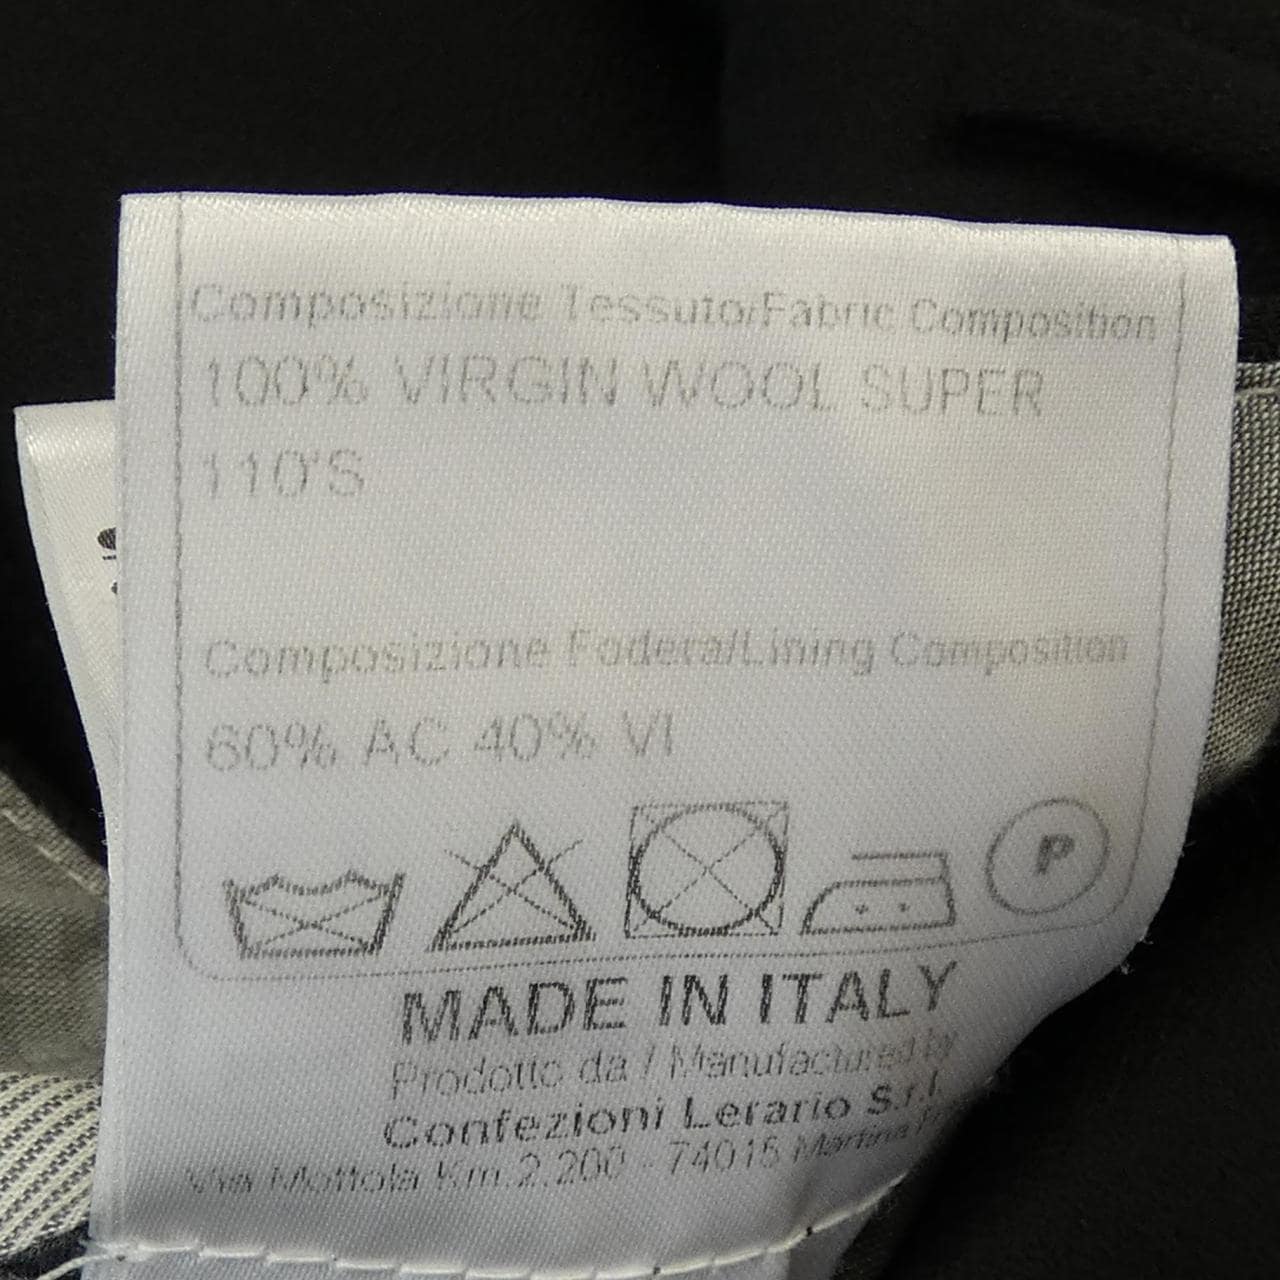 Composizione Tessuto/Fabric Composition
100% VIRGIN WOOL SUPER
110'S
Composizione Fodera/Lining Composition
60% AC 40% VI
P
MADE IN ITALY
Prodotto da / Manufactured by
Confezioni Lerario S.r.l.
Via Mottola Km.2,200 - 74015 Martina